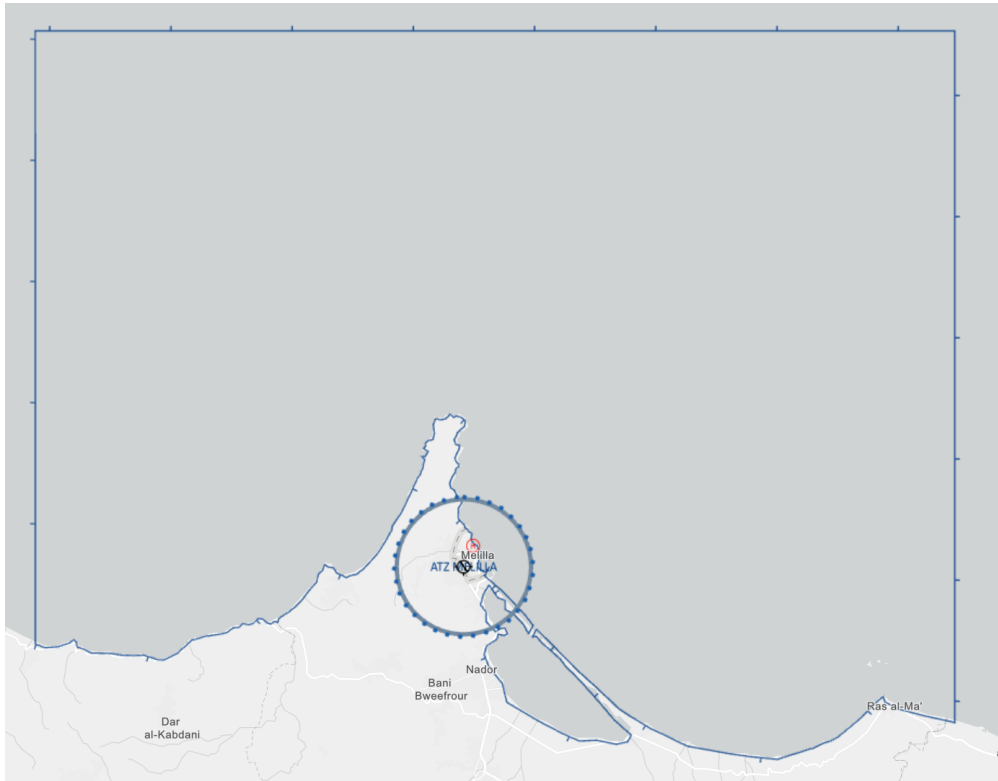 Melilla
ATZ MELILLA
Nador
Bani
Bweefrour
Dar
al-Kabdani
Ras al-Ma'